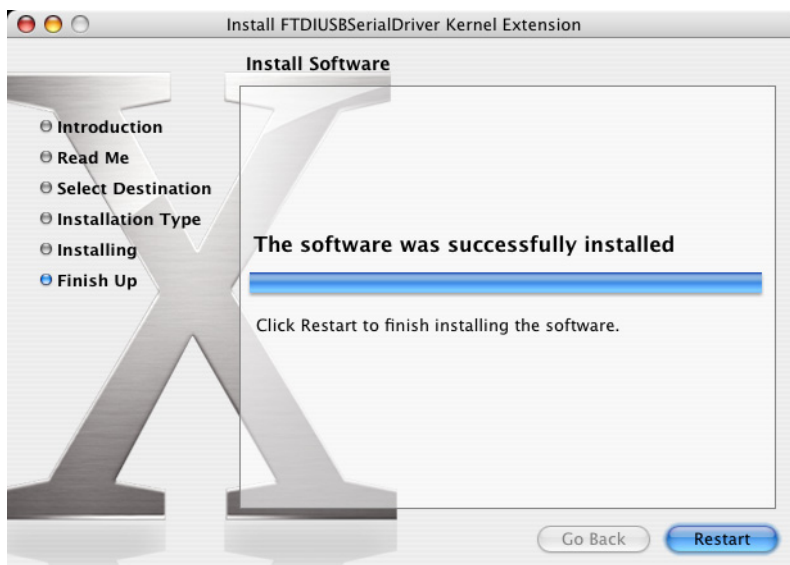 Install FTDIUSBSerialDriver Kernel Extension
Install Software
Introduction
Read Me
Select Destination
Installation Type
Installing
Finish Up
The software was successfully installed
Click Restart to finish installing the software.
Go Back
Restart